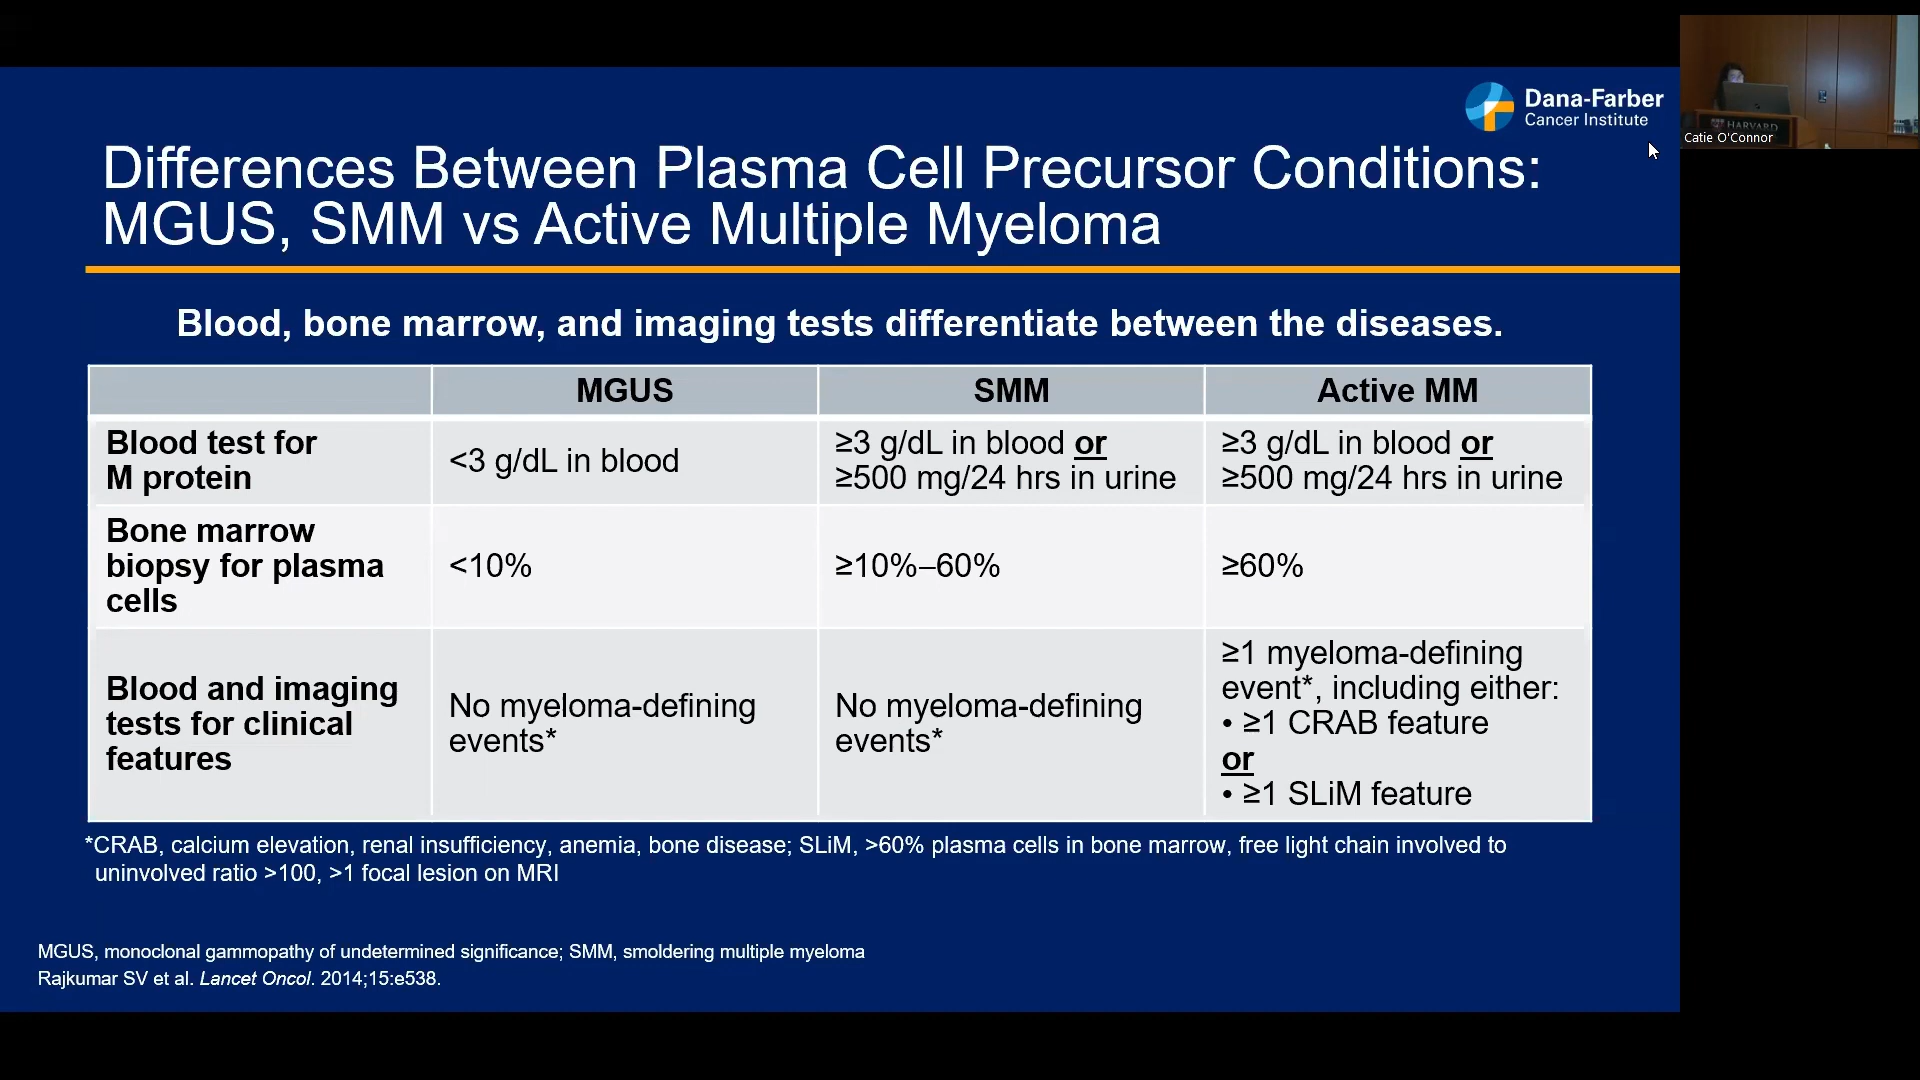 Dana-Farber
Cancer Institute
HARVARD
Catie O'Connor
Differences Between Plasma Cell Precursor Conditions:
MGUS, SMM vs Active Multiple Myeloma
Blood, bone marrow, and imaging tests differentiate between the diseases.
MGUS
SMM
Active MM
Blood test for
M protein
<3 g/dL in blood
≥3 g/dL in blood or
≥500 mg/24 hrs in urine
≥3 g/dL in blood or
≥500 mg/24 hrs in urine
Bone marrow
biopsy for plasma
cells
<10%
≥10%–60%
≥60%
Blood and imaging
tests for clinical
features
No myeloma-defining
events*
No myeloma-defining
events*
≥1 myeloma-defining
event*, including either:
• ≥1 CRAB feature
or
• ≥1 SLiM feature
*CRAB, calcium elevation, renal insufficiency, anemia, bone disease; SLiM, >60% plasma cells in bone marrow, free light chain involved to
uninvolved ratio >100, >1 focal lesion on MRI
MGUS, monoclonal gammopathy of undetermined significance; SMM, smoldering multiple myeloma
Rajkumar SV et al. Lancet Oncol. 2014;15:e538.